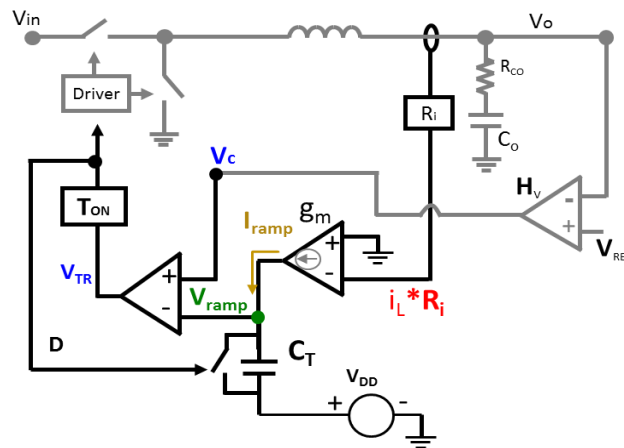 Vin
Vo
Driver
RCO
Ri
Co
Vc
Hv
TON
Iramp
gm
+
-
-
+
VRE
VTR
+
-
Vramp
iL*Ri
D
CT
VDD
+
-